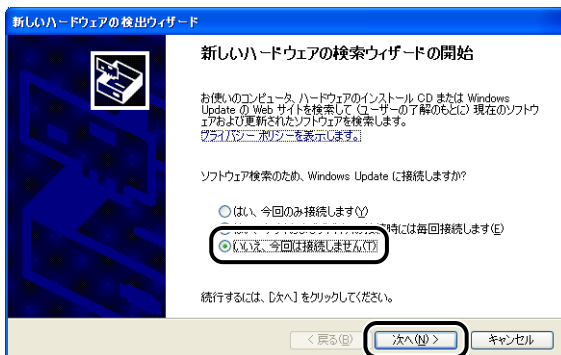 新しいハードウェアの検出ウィザード
新しいハードウェアの検索ウィザードの開始
お使いのコンピュータ、ハードウェアのインストール CD または Windows
Update の Web サイトを検索して （ユーザーの了解のもとに） 現在のソフトウ
ェアおよび更新されたソフトウェアを検索します。
プライバシー ポリシーを表示します。
ソフトウェア検索のため、Windows Update に接続しますか?
はい、今回のみ接続します(Y)
時には毎回接続します(E)
いいえ、今回は接続しません(T)
続行するには、[次へ] をクリックしてください。
< 戻る(B)
次へ(N) >
キャンセル